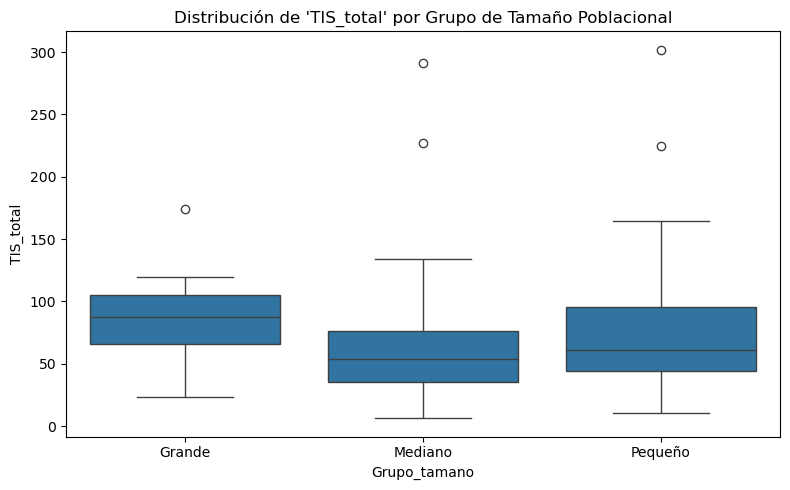 Distribución de 'TIS_total' por Grupo de Tamaño Poblacional
TIS_total
300
250
200
150
100
50
0
Grande
Mediano
Pequeño
Grupo_tamano